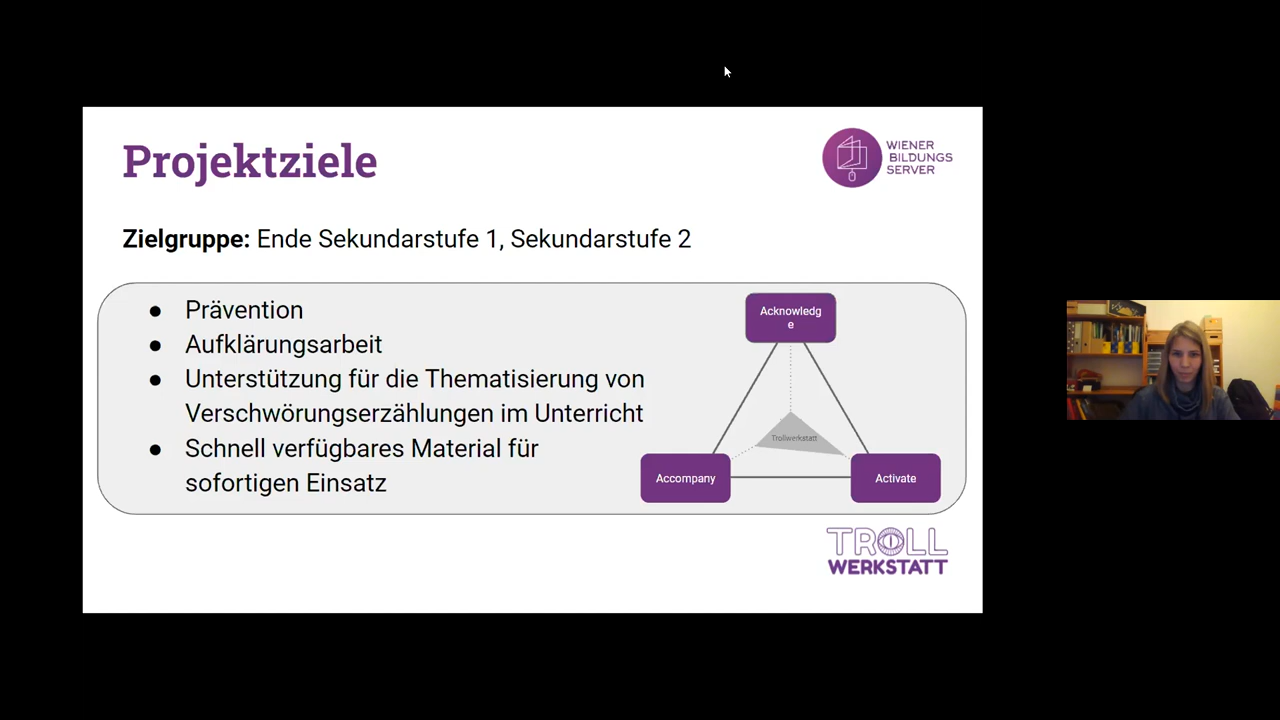 Projektziele
WIENER
BILDUNGS
SERVER
Zielgruppe: Ende Sekundarstufe 1, Sekundarstufe 2
● Prävention
● Aufklärungsarbeit
● Unterstützung für die Thematisierung von
Verschwörungserzählungen im Unterricht
● Schnell verfügbares Material für
sofortigen Einsatz
Acknowledg
e
Trollwerkstatt
Accompany
Activate
TROLL
WERKSTATT